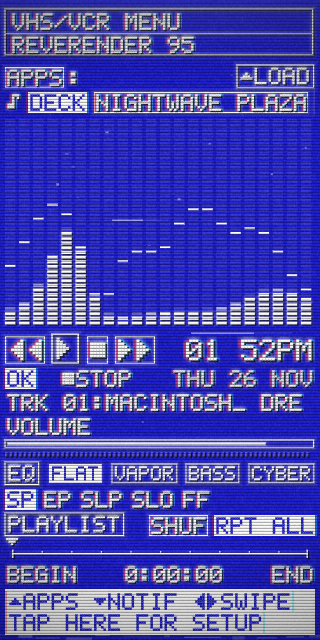 VHS/VCR MENU
REVERENDER 95
APPS: LOAD
DECK NIGHTWAVE PLAZA
01 52PM
OK STOP THU 26 NOV
TRK 01:MACINTOSH_ DRE
VOLUME
EQ FLAT VAPOR BASS CYBER
SP EP SLP SLO FF
PLAYLIST SHUF RPT ALL
BEGIN 0:00:00 END
APPS NOTIF SWIPE
TAP HERE FOR SETUP